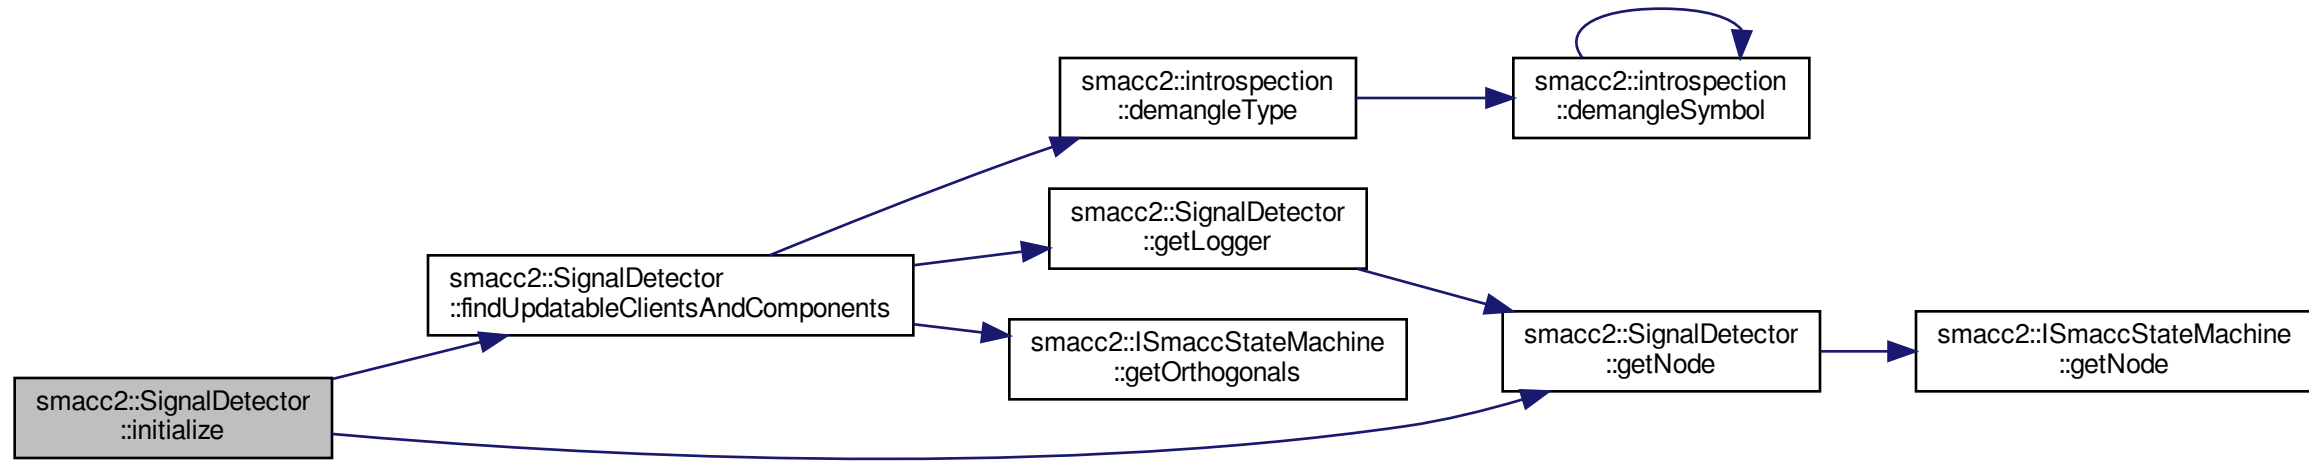 smacc2::introspection
::demangleType
smacc2::introspection
::demangleSymbol
smacc2::SignalDetector
::getLogger
smacc2::SignalDetector
::findUpdatableClientsAndComponents
smacc2::ISmaccStateMachine
::getOrthogonals
smacc2::SignalDetector
::getNode
smacc2::ISmaccStateMachine
::getNode
smacc2::SignalDetector
::initialize